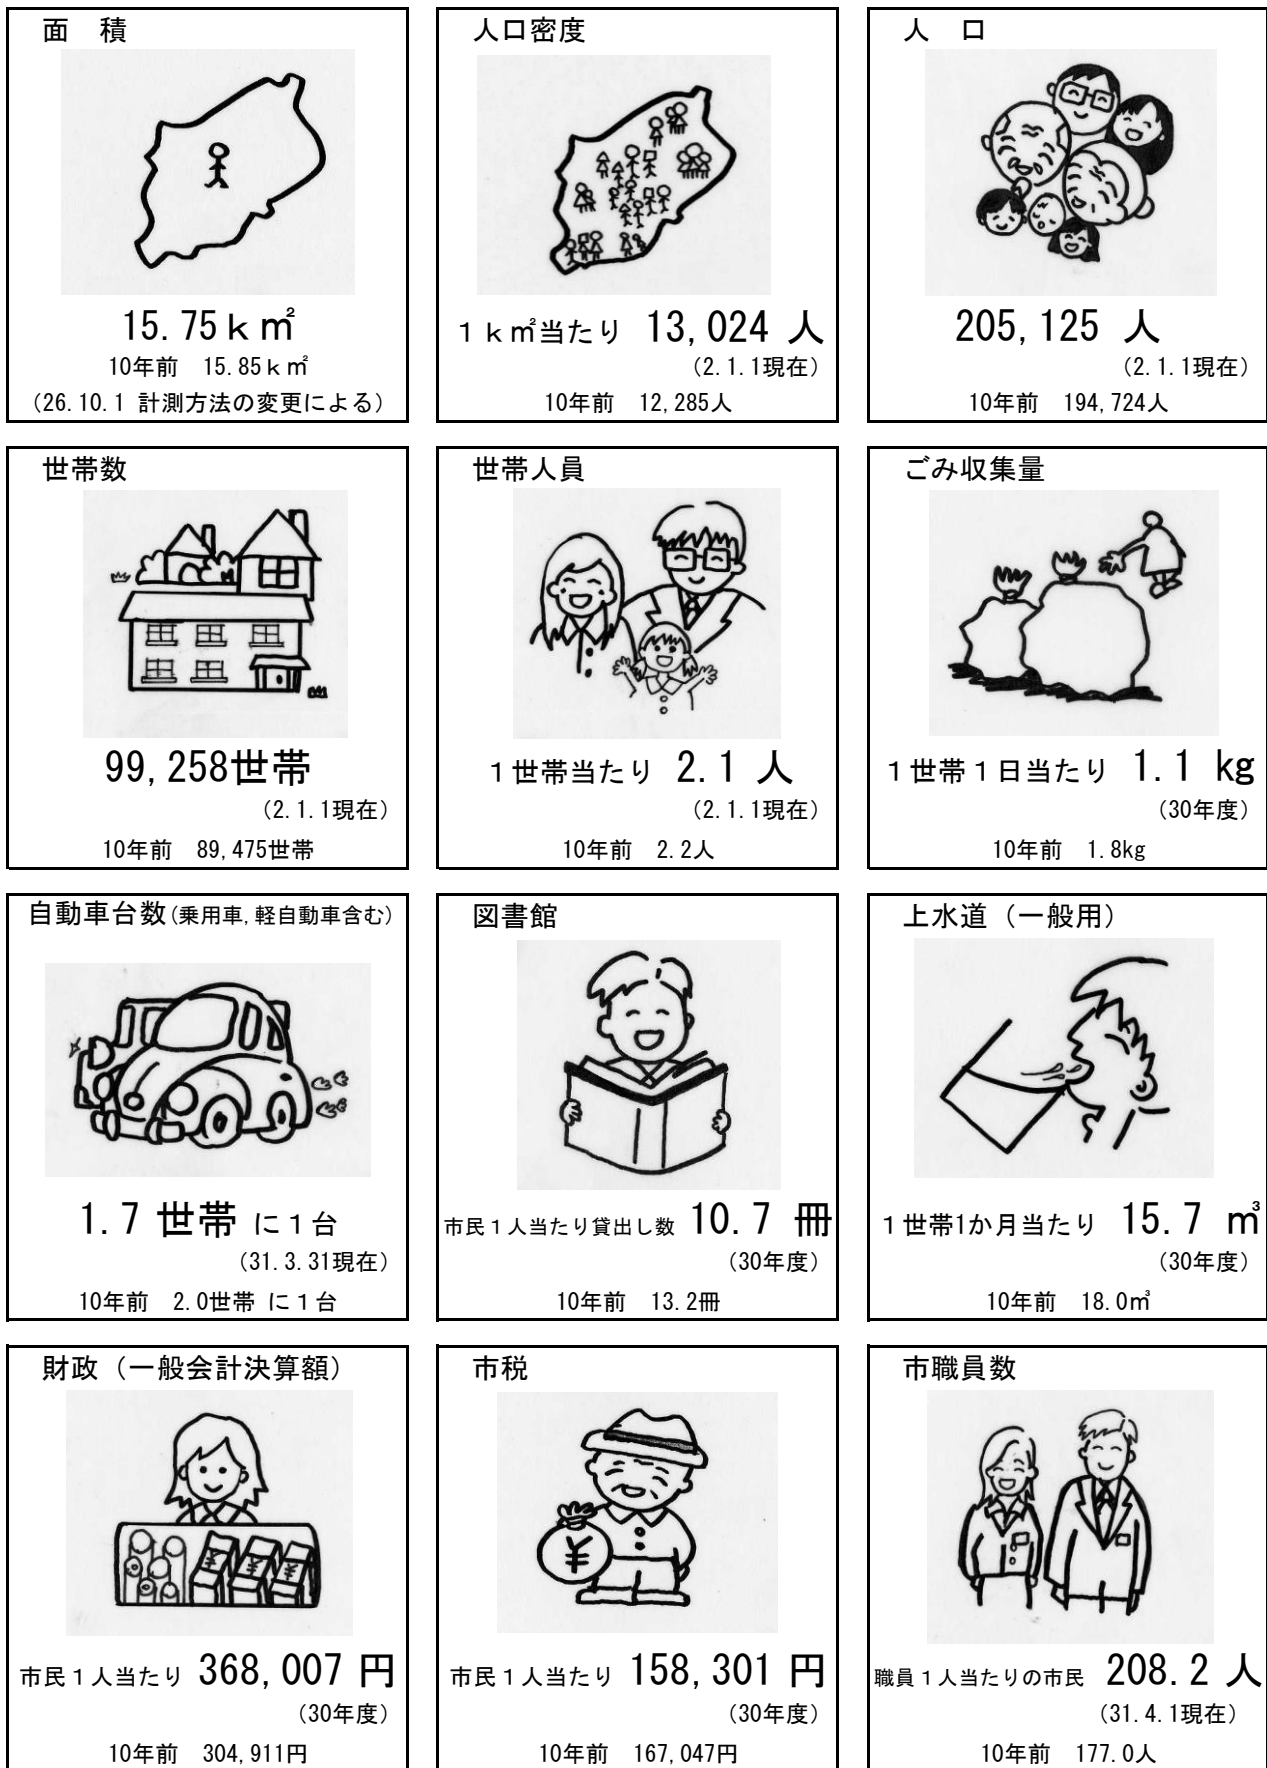 面　積
15.75ｋ㎡
10年前　15.85ｋ㎡
（26.10.1 計測方法の変更による）
人口密度
１ｋ㎡当たり 13,024 人
（2.1.1現在）
10年前　12,285人
人　口
205,125 人
（2.1.1現在）
10年前　194,724人
世帯数
99,258世帯
（2.1.1現在）
10年前　89,475世帯
世帯人員
１世帯当たり 2.1 人
（2.1.1現在）
10年前　2.2人
ごみ収集量
１世帯１日当たり 1.1 kg
（30年度）
10年前　1.8kg
自動車台数(乗用車,軽自動車含む)
1.7 世帯 に１台
（31.3.31現在）
10年前　2.0世帯 に１台
図書館
市民１人当たり貸出し数 10.7 冊
（30年度）
10年前　13.2冊
上水道（一般用）
１世帯1か月当たり 15.7 ㎥
（30年度）
10年前　18.0㎥
財政（一般会計決算額）
¥ ¥ ¥
市民１人当たり 368,007 円
（30年度）
10年前　304,911円
市税
¥
市民１人当たり 158,301 円
（30年度）
10年前　167,047円
市職員数
職員１人当たりの市民 208.2 人
（31.4.1現在）
10年前　177.0人